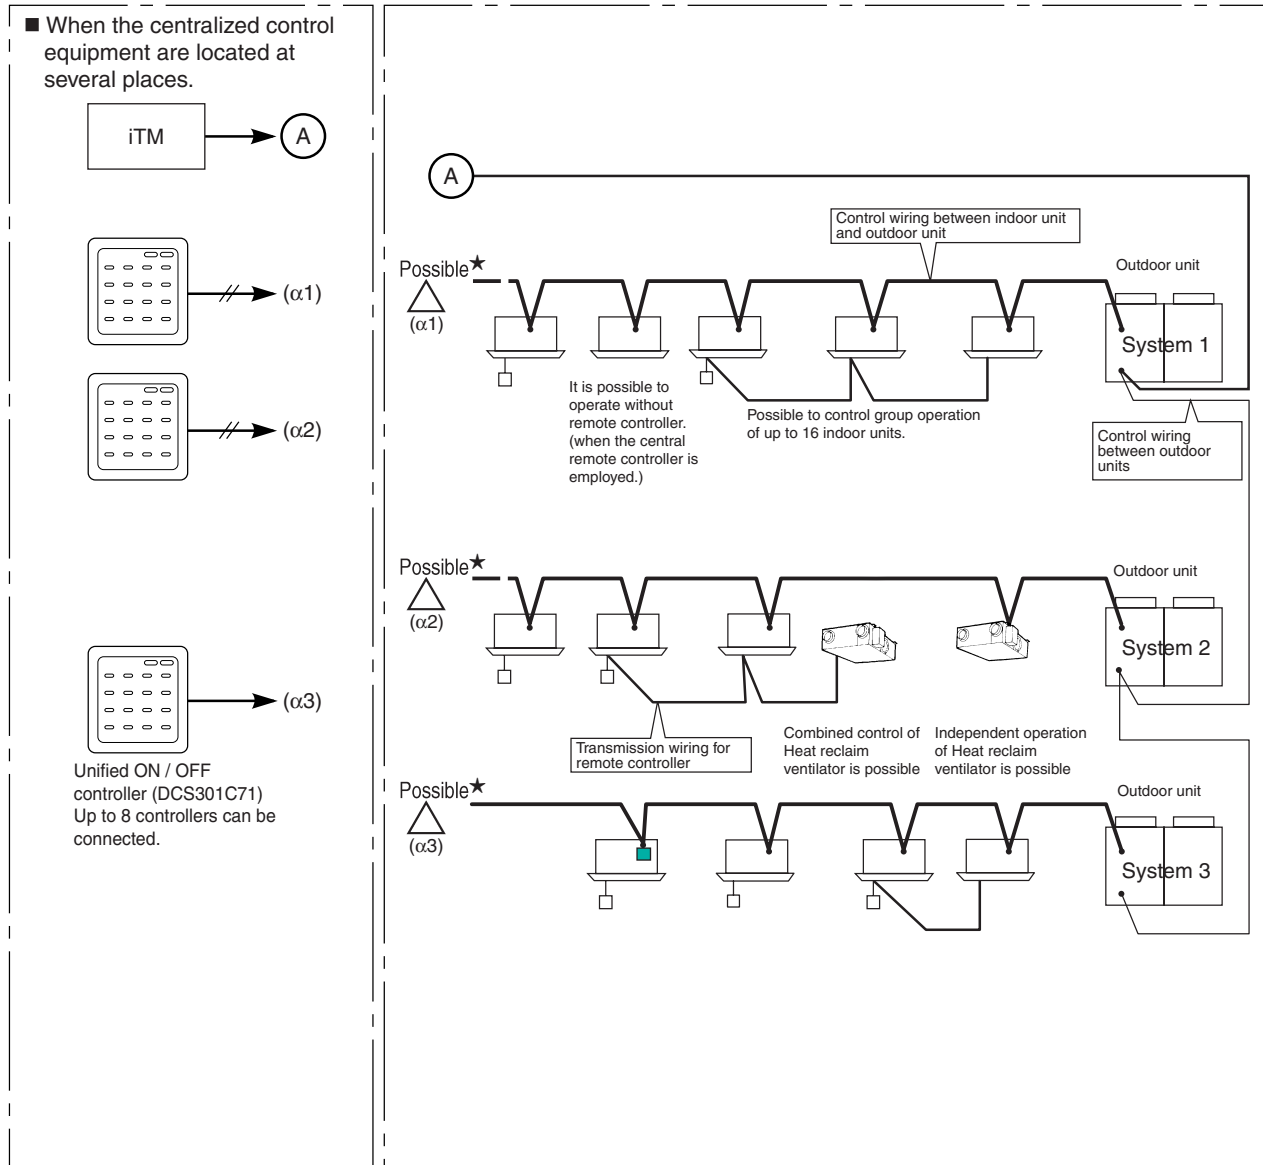 ■ When the centralized control
equipment are located at
several places.
iTM
A
(α1)
(α2)
(α3)
Unified ON / OFF
controller (DCS301C71)
Up to 8 controllers can be
connected.
A
Control wiring between indoor unit
and outdoor unit
Possible★
(α1)
Outdoor unit
System 1
It is possible to
operate without
remote controller.
(when the central
remote controller is
employed.)
Possible to control group operation
of up to 16 indoor units.
Control wiring
between outdoor
units
Possible★
(α2)
Outdoor unit
System 2
Transmission wiring for
remote controller
Combined control of
Heat reclaim
ventilator is possible
Independent operation
of Heat reclaim
ventilator is possible
Possible★
(α3)
Outdoor unit
System 3